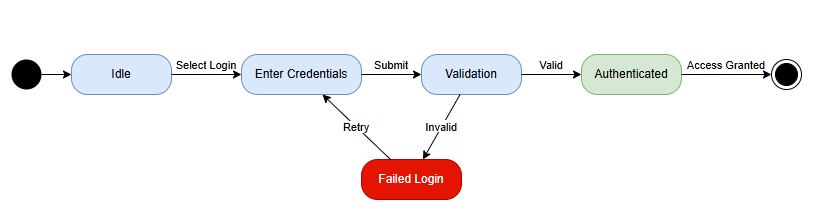 Idle
Select Login
Enter Credentials
Submit
Validation
Valid
Authenticated
Access Granted
Retry
Invalid
Failed Login